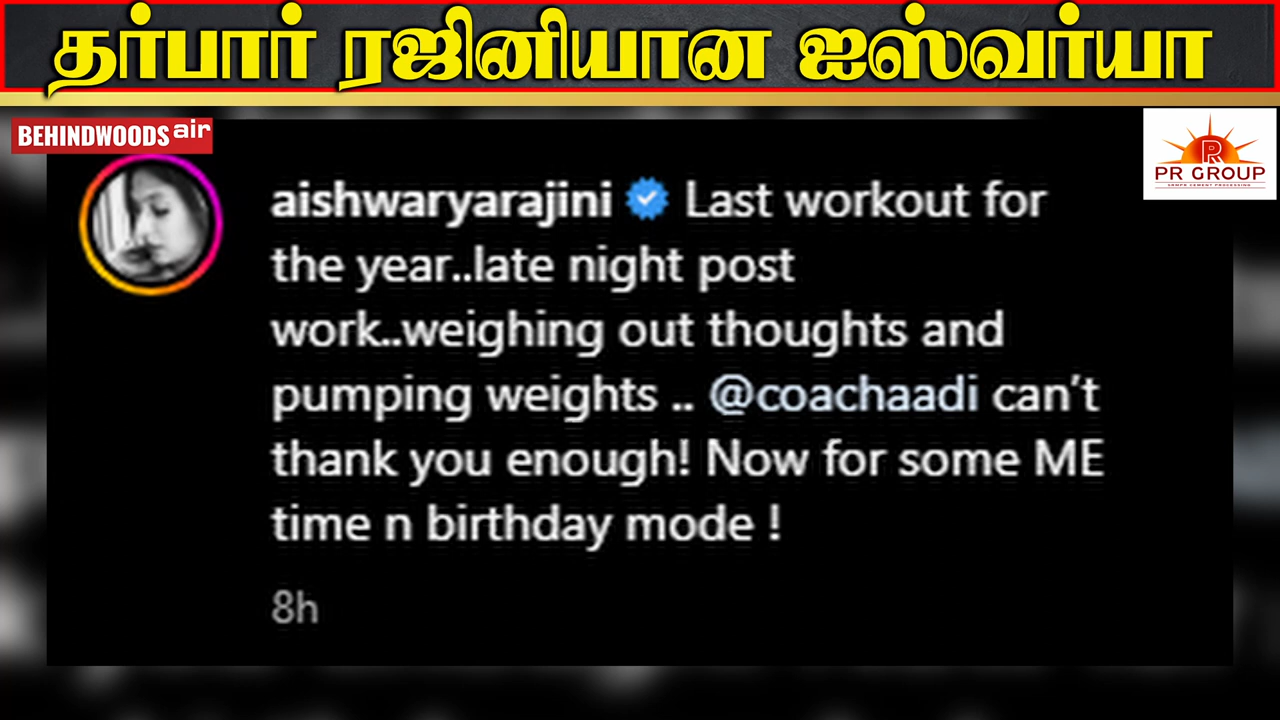 தர்பார் ரஜினியான ஐஸ்வர்யா
BEHINDWOODS air
PR
PR GROUP
aishwaryarajini Last workout for
the year..late night post
work..weighing out thoughts and
pumping weights .. @coachaadi can't
thank you enough! Now for some ME
time n birthday mode !
8h